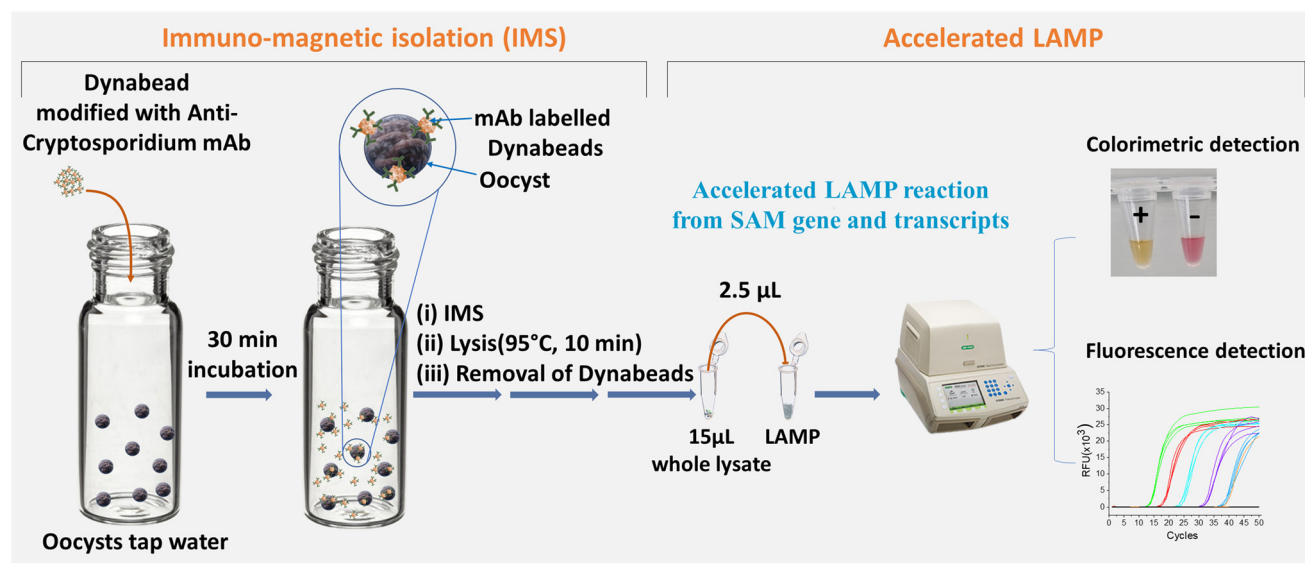 Immuno-magnetic isolation (IMS)
Accelerated LAMP
Dynabead
modified with Anti-
Cryptosporidium mAb
mAb labelled
Dynabeads
Oocyst
30 min
incubation
Oocysts tap water
(i) IMS
(ii) Lysis(95°C, 10 min)
(iii) Removal of Dynabeads
Accelerated LAMP reaction
from SAM gene and transcripts
2.5 µL
15µL
whole lysate
LAMP
Colorimetric detection
+ -
Fluorescence detection
RFU(x10³)
35
30
25
20
15
10
5
0
0 5 10 15 20 25 30 35 40 45 50
Cycles